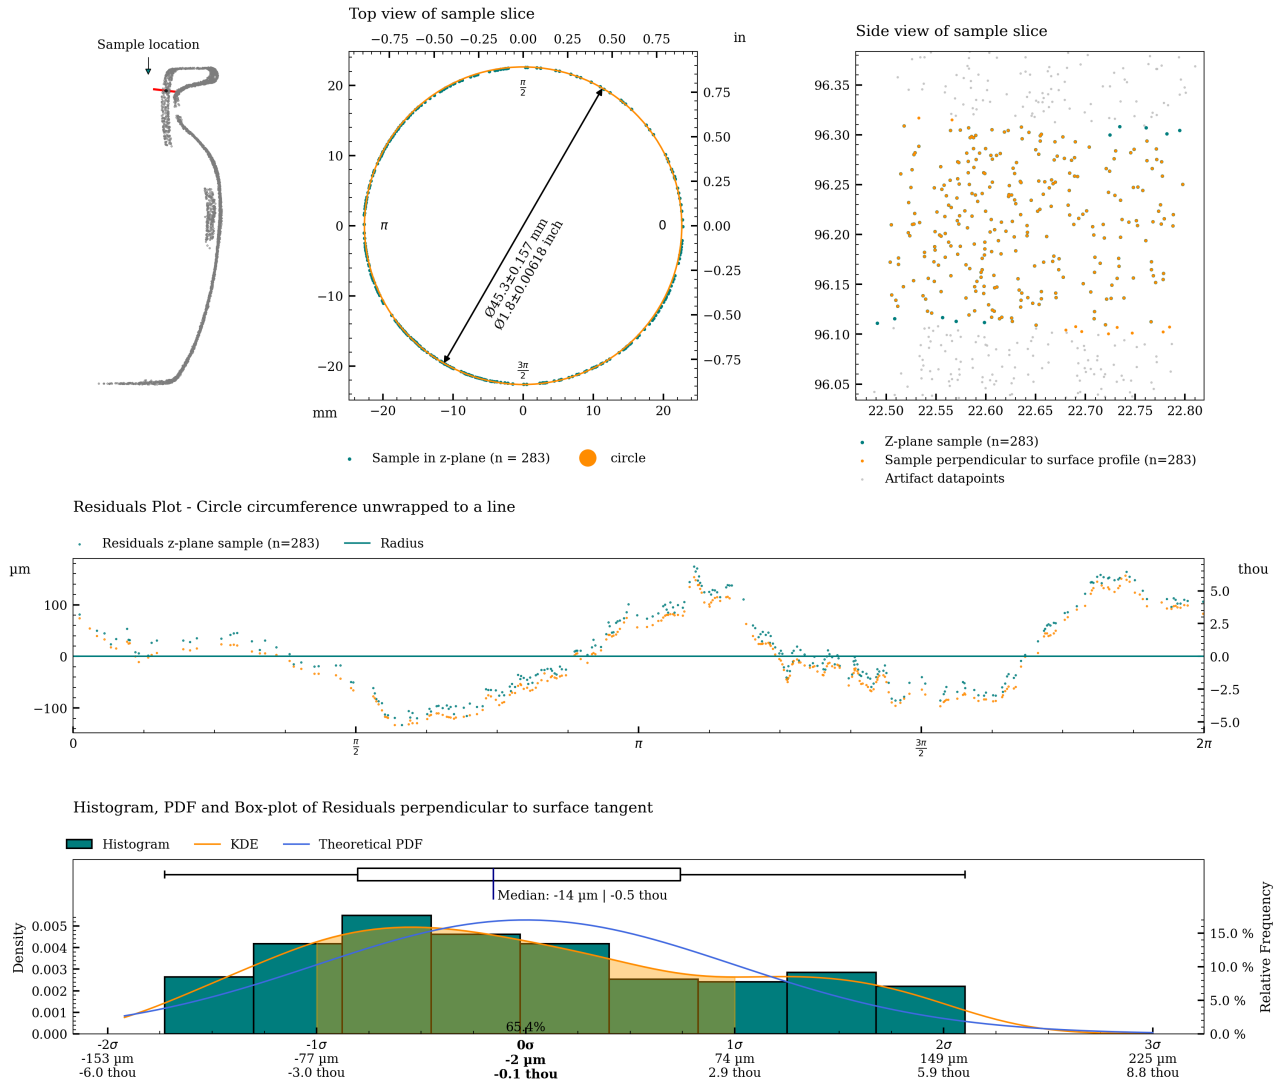 Sample location
Top view of sample slice
−0.75 −0.50 −0.25 0.00 0.25 0.50 0.75 in
20
10
0
−10
−20
mm
−20 −10 0 10 20
0.75
0.50
0.25
0.00
−0.25
−0.50
−0.75
π/2
π
0
3π/2
Ø45.3±0.157 mm
Ø1.8±0.00618 inch
Sample in z-plane (n = 283) circle
Side view of sample slice
96.35
96.30
96.25
96.20
96.15
96.10
96.05
22.50 22.55 22.60 22.65 22.70 22.75 22.80
Z-plane sample (n=283)
Sample perpendicular to surface profile (n=283)
Artifact datapoints
Residuals Plot - Circle circumference unwrapped to a line
Residuals z-plane sample (n=283) Radius
µm
100
0
−100
thou
5.0
2.5
0.0
−2.5
−5.0
0 π/2 π 3π/2 2π
Histogram, PDF and Box-plot of Residuals perpendicular to surface tangent
Histogram KDE Theoretical PDF
Median: -14 µm | -0.5 thou
Density
0.005
0.004
0.003
0.002
0.001
0.000
Relative Frequency
15.0 %
10.0 %
5.0 %
0.0 %
65.4%
-2σ -1σ 0σ 1σ 2σ 3σ
-153 µm -77 µm -2 µm 74 µm 149 µm 225 µm
-6.0 thou -3.0 thou -0.1 thou 2.9 thou 5.9 thou 8.8 thou